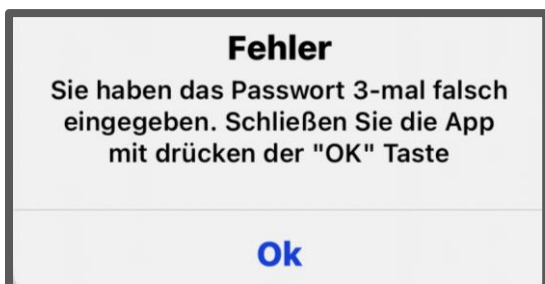 Fehler
Sie haben das Passwort 3-mal falsch
eingegeben. Schließen Sie die App
mit drücken der "OK" Taste
Ok